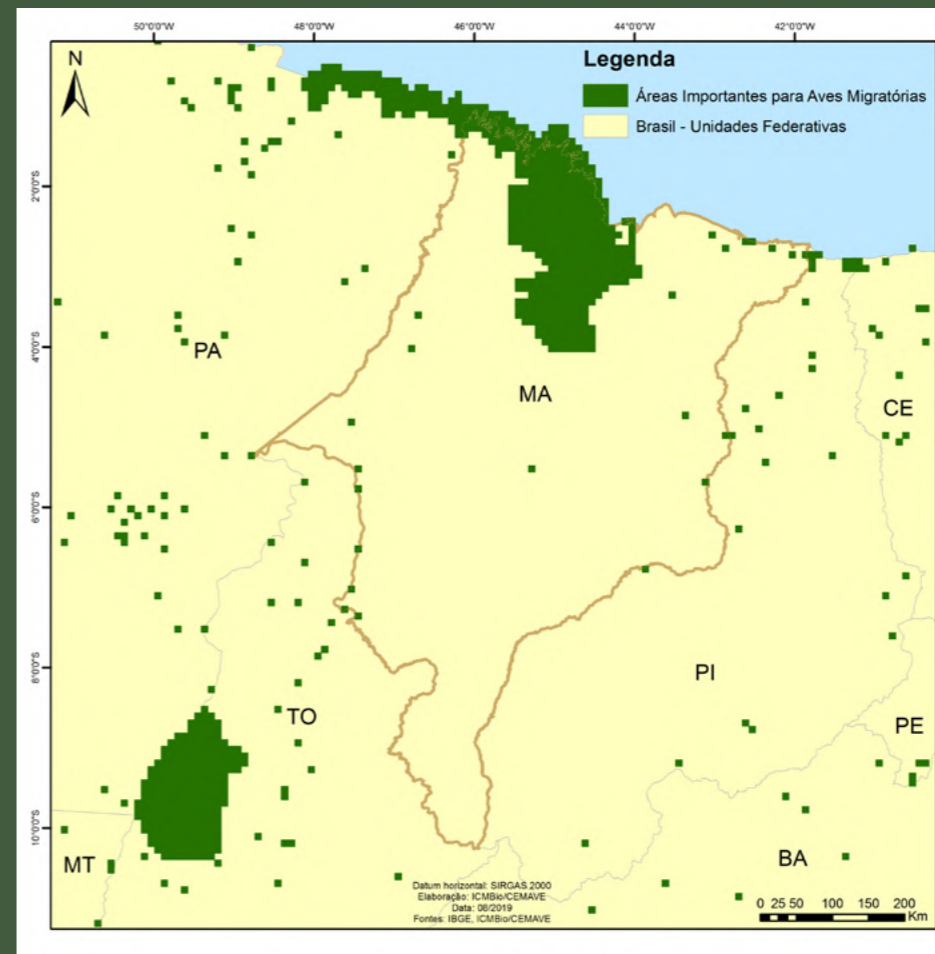 50°0'0"W
48°0'0"W
46°0'0"W
44°0'0"W
42°0'0"W
N
Legenda
Áreas Importantes para Aves Migratórias
Brasil - Unidades Federativas
2°0'0"S
4°0'0"S
6°0'0"S
8°0'0"S
10°0'0"S
PA
MA
CE
PI
TO
PE
MT
BA
Datum horizontal: SIRGAS 2000
Elaboração: ICMBio/CEMAVE
Data: 08/2019
Fontes: IBGE, ICMBio/CEMAVE
0 25 50 100 150 200
Km